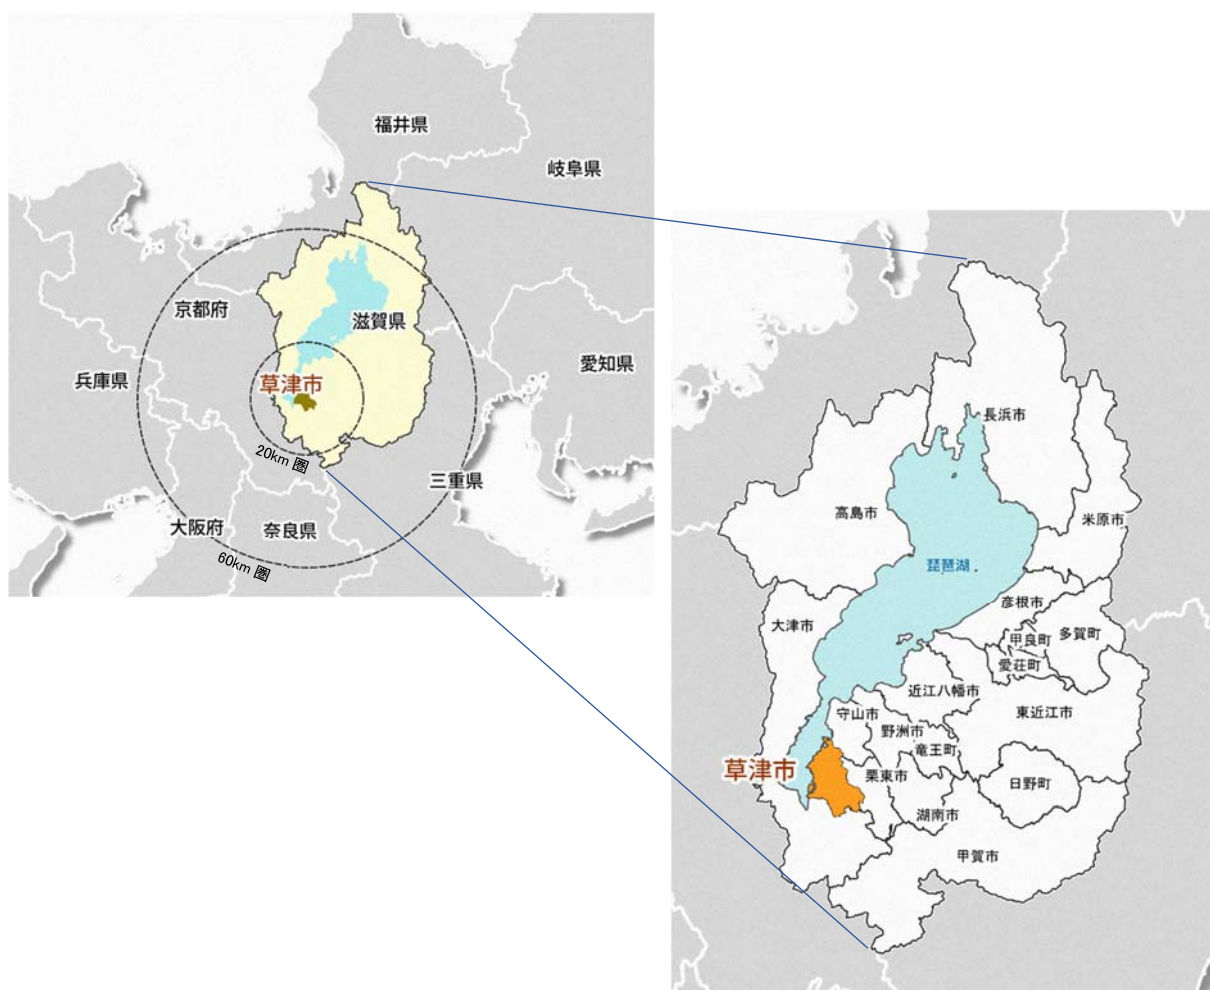 福井県
岐阜県
京都府
滋賀県
愛知県
兵庫県
草津市
20km 圏
三重県
大阪府
奈良県
60km 圏
長浜市
高島市
米原市
琵琶湖
彦根市
大津市
甲良町
多賀町
愛荘町
近江八幡市
守山市
東近江市
野洲市
竜王町
草津市
栗東市
日野町
湖南市
甲賀市